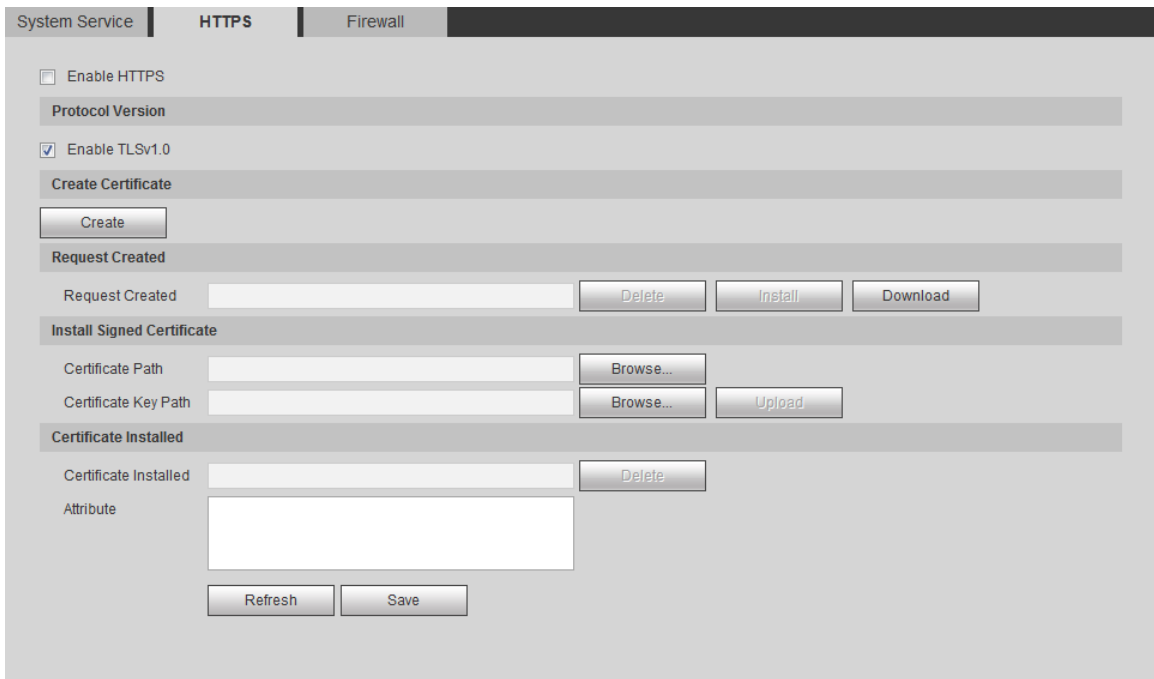 System Service HTTPS Firewall
Enable HTTPS
Protocol Version
Enable TLSv1.0
Create Certificate
Create
Request Created
Request Created Delete Install Download
Install Signed Certificate
Certificate Path Browse...
Certificate Key Path Browse... Upload
Certificate Installed
Certificate Installed Delete
Attribute
Refresh Save